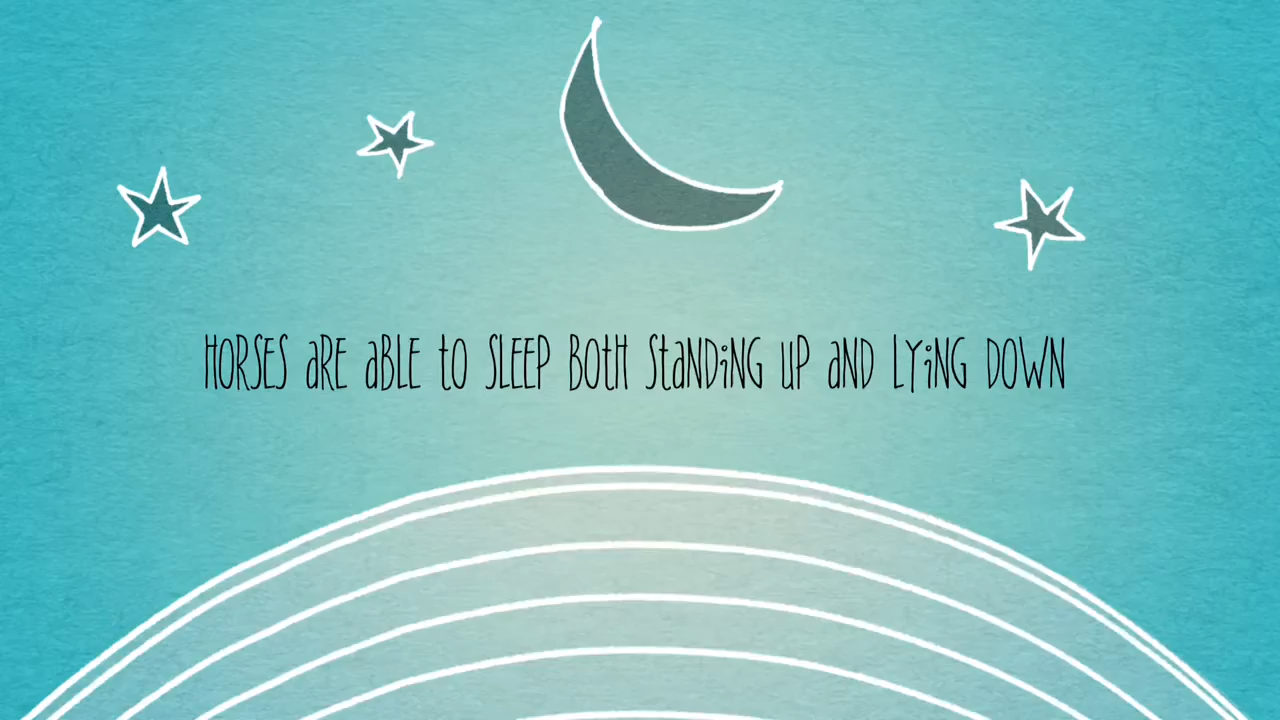 HORSES aRE aBLE to SLEEP BOtH StaNDiNG uP aND LYiNG DOWN